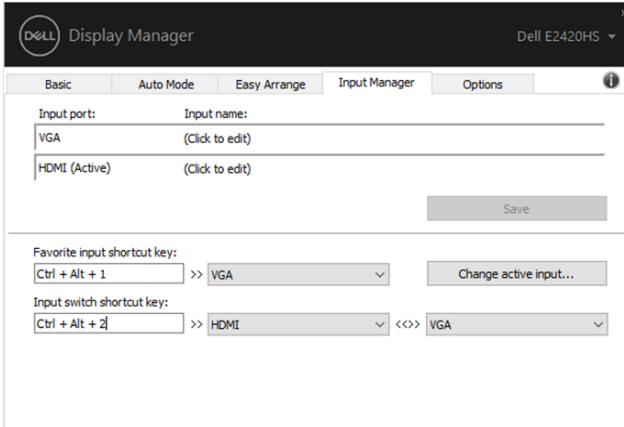 DELL Display Manager Dell E2420HS
Basic Auto Mode Easy Arrange Input Manager Options
Input port: Input name:
VGA (Click to edit)
HDMI (Active) (Click to edit)
Save
Favorite input shortcut key:
Ctrl + Alt + 1 >> VGA Change active input...
Input switch shortcut key:
Ctrl + Alt + 2 >> HDMI <<>> VGA